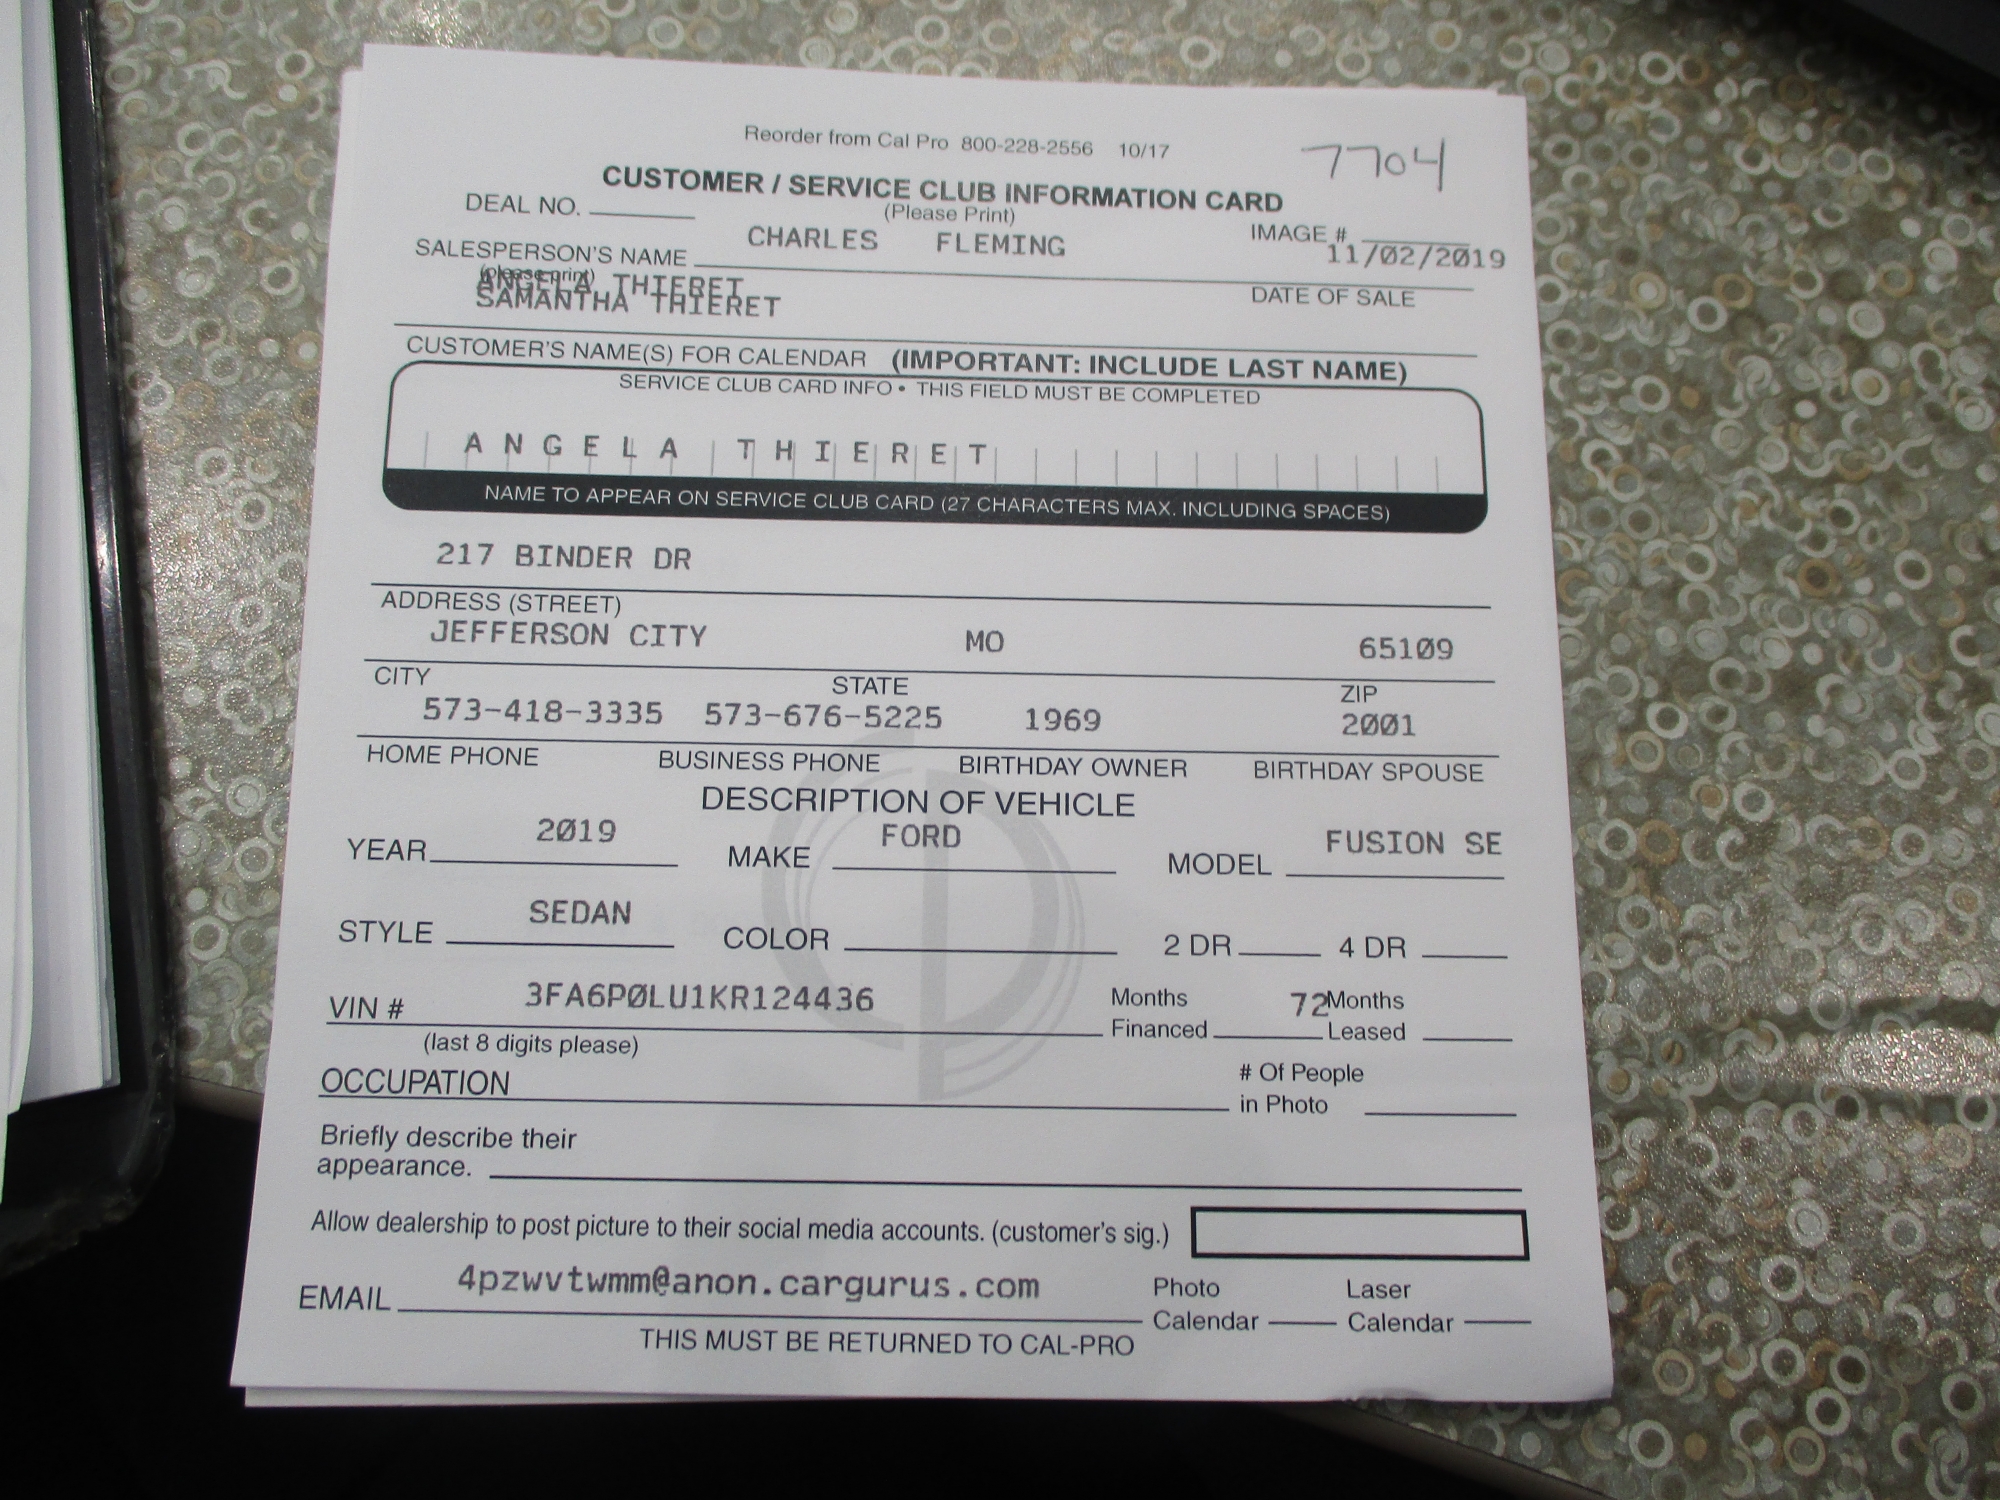 Reorder from Cal Pro 800-228-2556 10/17
7704
CUSTOMER / SERVICE CLUB INFORMATION CARD
DEAL NO. (Please Print)
CHARLES FLEMING IMAGE #
SALESPERSON'S NAME 11/02/2019
(please print)
ANGELA THIERET
SAMANTHA THIERET DATE OF SALE
CUSTOMER'S NAME(S) FOR CALENDAR (IMPORTANT: INCLUDE LAST NAME)
SERVICE CLUB CARD INFO • THIS FIELD MUST BE COMPLETED
ANGELA THIERET
NAME TO APPEAR ON SERVICE CLUB CARD (27 CHARACTERS MAX. INCLUDING SPACES)
217 BINDER DR
ADDRESS (STREET)
JEFFERSON CITY MO 65109
CITY STATE ZIP
573-418-3335 573-676-5225 1969 2001
HOME PHONE BUSINESS PHONE BIRTHDAY OWNER BIRTHDAY SPOUSE
DESCRIPTION OF VEHICLE
YEAR 2019 MAKE FORD MODEL FUSION SE
STYLE SEDAN COLOR 2 DR 4 DR
VIN # 3FA6P0LU1KR124436 Months Financed 72 Months Leased
(last 8 digits please)
OCCUPATION # Of People in Photo
Briefly describe their
appearance.
Allow dealership to post picture to their social media accounts. (customer's sig.)
EMAIL 4pzwvtwmm@anon.cargurus.com Photo Calendar Laser Calendar
THIS MUST BE RETURNED TO CAL-PRO